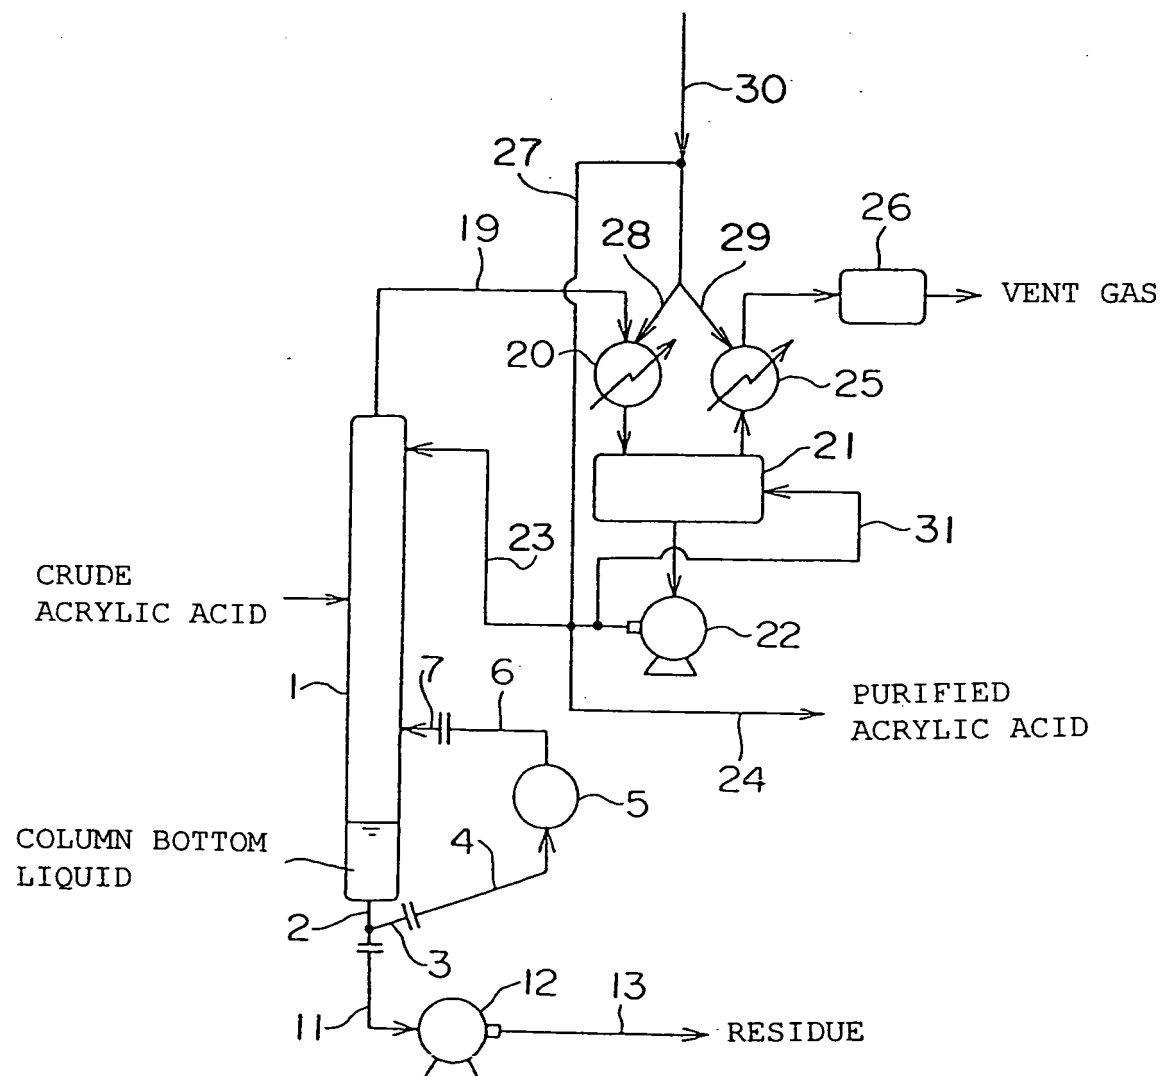 30
27
26
19
28
29
VENT GAS
20
25
21
23
31
CRUDE
ACRYLIC ACID
22
7
6
1
PURIFIED
ACRYLIC ACID
24
5
COLUMN BOTTOM
LIQUID
4
2
3
12
13
11
RESIDUE